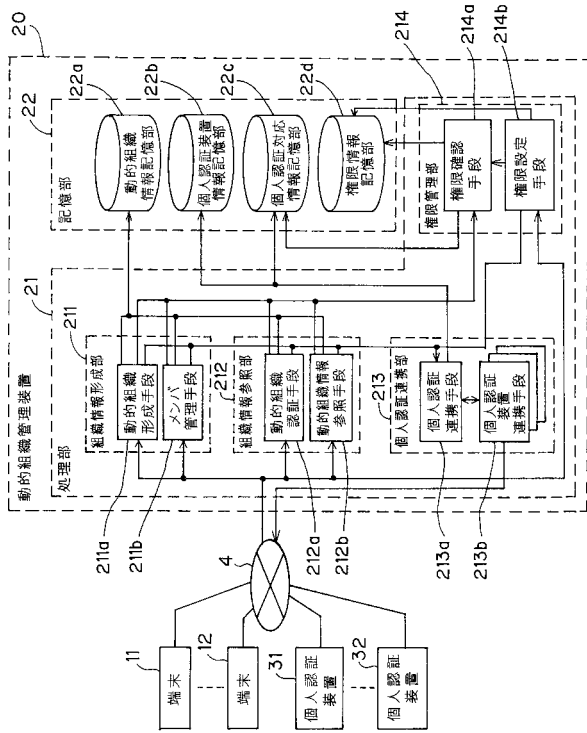 動的組織管理装置
20
処理部
21
組織情報形成部
211
動的組織
形成手段
211a
メンバ
管理手段
211b
組織情報参照部
212
動的組織
認証手段
212a
動的組織情報
参照手段
212b
個人認証連携部
213
個人認証
連携手段
213a
個人認証
装置
連携手段
213b
記憶部
22
動的組織
情報記憶部
22a
個人認証装置
情報記憶部
22b
個人認証対応
情報記憶部
22c
権限情報
記憶部
22d
権限管理部
214
権限確認
手段
214a
権限設定
手段
214b
4
端末
11
端末
12
個人認証
装置
31
個人認証
装置
32